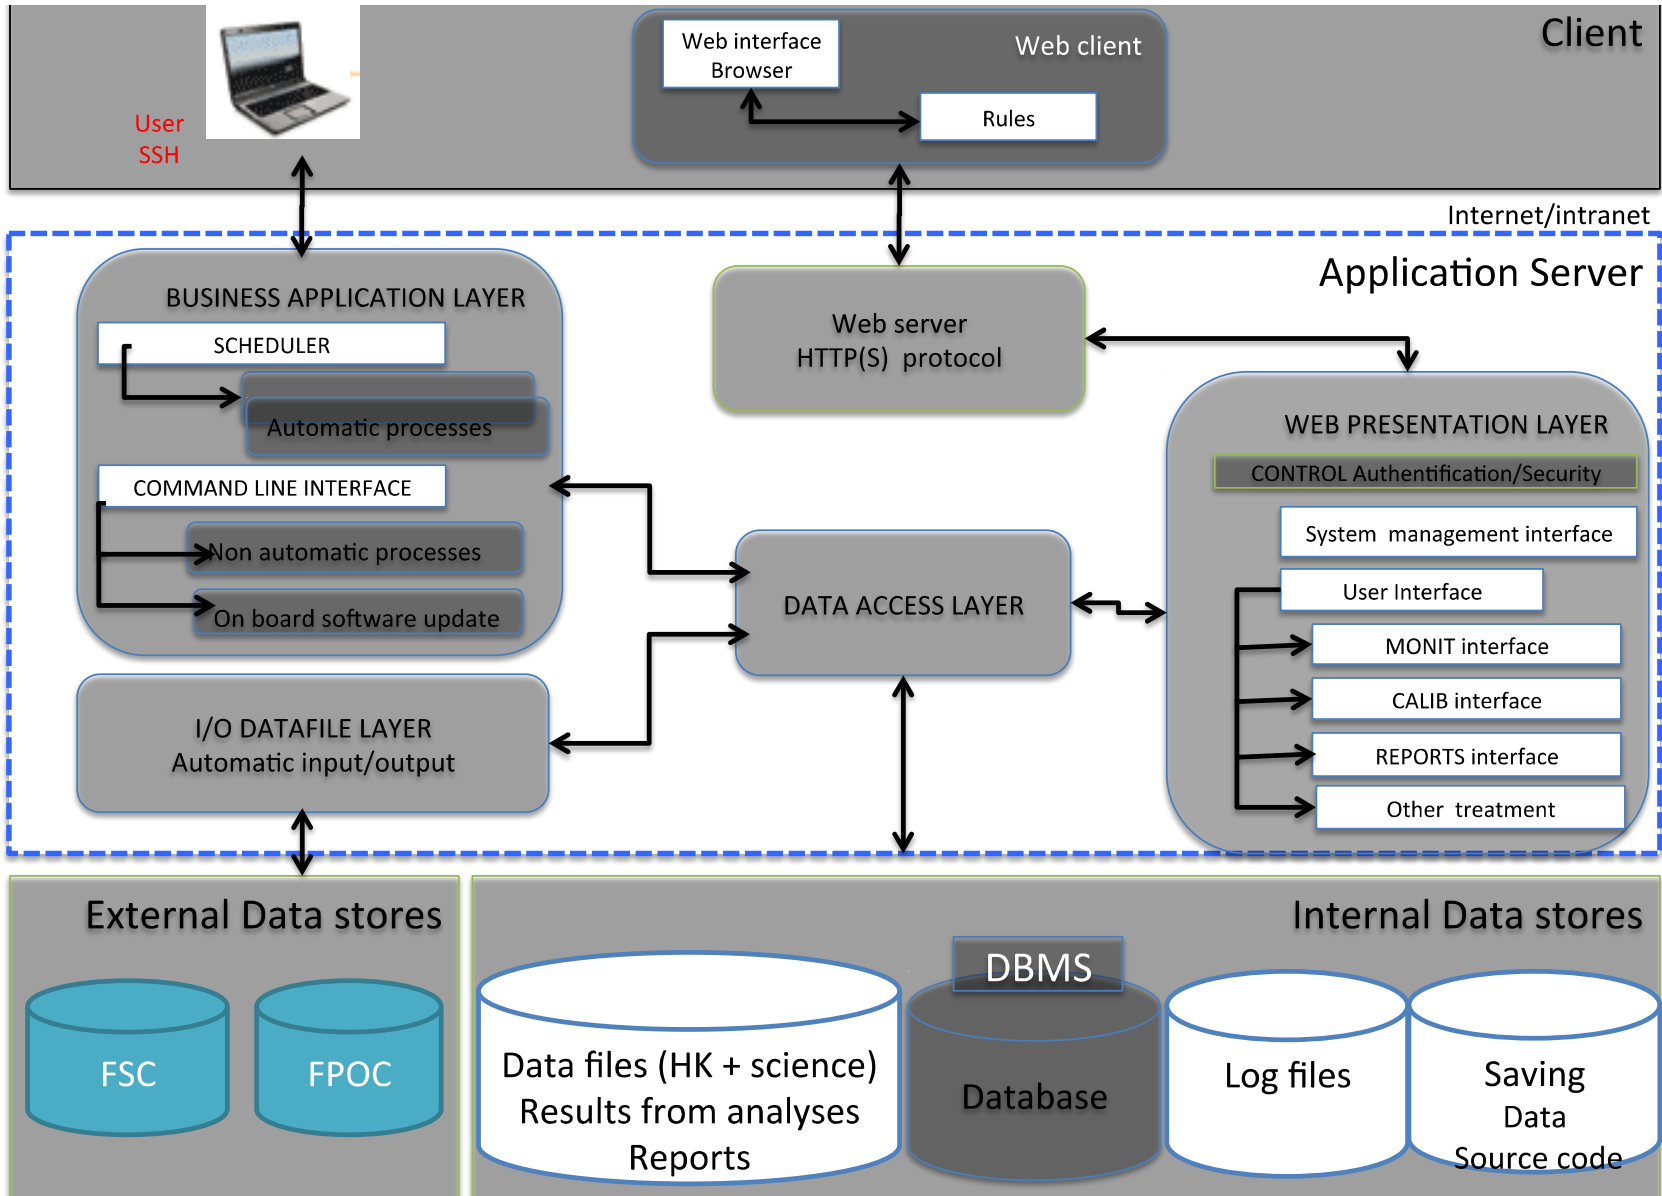 Client
Web interface
Browser
Web client
Rules
User
SSH
Internet/intranet
Application Server
BUSINESS APPLICATION LAYER
SCHEDULER
Automatic processes
COMMAND LINE INTERFACE
Non automatic processes
On board software update
Web server
HTTP(S) protocol
WEB PRESENTATION LAYER
CONTROL Authentification/Security
System management interface
User Interface
MONIT interface
CALIB interface
REPORTS interface
Other treatment
DATA ACCESS LAYER
I/O DATAFILE LAYER
Automatic input/output
External Data stores
FSC
FPOC
Internal Data stores
Data files (HK + science)
Results from analyses
Reports
DBMS
Database
Log files
Saving
Data
Source code